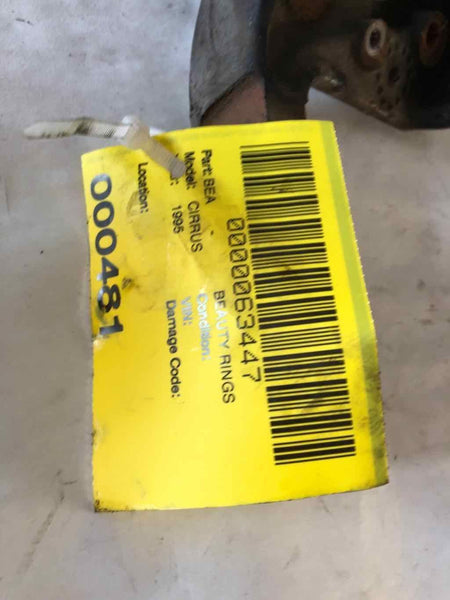 0000063447
Part: BEA BEAUTY RINGS
Model: CIRRUS Condition:
1995 VIN:
Damage Code:
Location:
000481